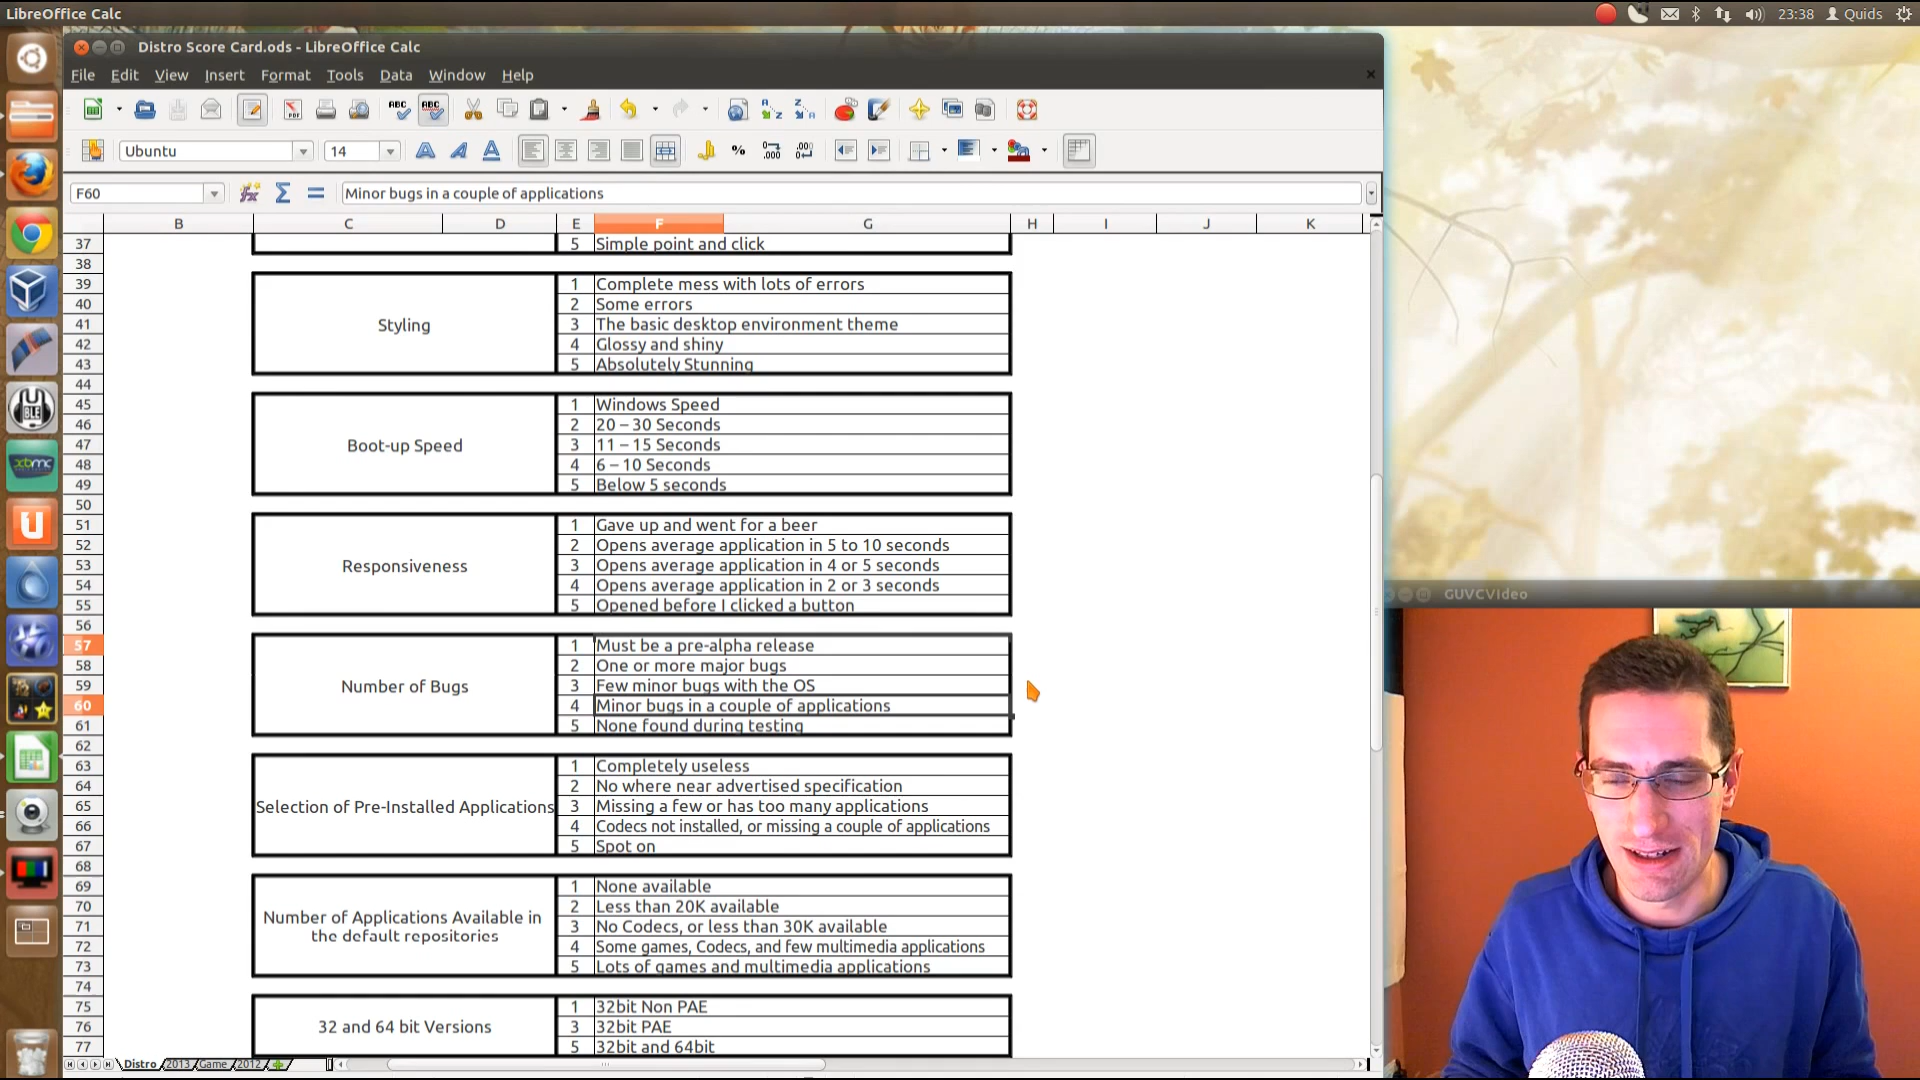 LibreOffice Calc
23:38 Quids
Distro Score Card.ods - LibreOffice Calc
File Edit View Insert Format Tools Data Window Help
Ubuntu 14
F60 Minor bugs in a couple of applications
B C D E F G H I J K
37 5 Simple point and click
38
39 1 Complete mess with lots of errors
40 2 Some errors
41 Styling 3 The basic desktop environment theme
42 4 Glossy and shiny
43 5 Absolutely Stunning
44
45 1 Windows Speed
46 2 20 – 30 Seconds
47 Boot-up Speed 3 11 – 15 Seconds
48 4 6 – 10 Seconds
49 5 Below 5 seconds
50
51 1 Gave up and went for a beer
52 2 Opens average application in 5 to 10 seconds
53 Responsiveness 3 Opens average application in 4 or 5 seconds
54 4 Opens average application in 2 or 3 seconds
55 5 Opened before I clicked a button
56
GUVCVideo
57 1 Must be a pre-alpha release
58 2 One or more major bugs
59 Number of Bugs 3 Few minor bugs with the OS
60 4 Minor bugs in a couple of applications
61 5 None found during testing
62
63 1 Completely useless
64 2 No where near advertised specification
65 Selection of Pre-Installed Applications 3 Missing a few or has too many applications
66 4 Codecs not installed, or missing a couple of applications
67 5 Spot on
68
69 1 None available
70 2 Less than 20K available
71 Number of Applications Available in the default repositories 3 No Codecs, or less than 30K available
72 4 Some games, Codecs, and few multimedia applications
73 5 Lots of games and multimedia applications
74
75 1 32bit Non PAE
76 32 and 64 bit Versions 3 32bit PAE
77 5 32bit and 64bit
Distro 2013 Game 2012